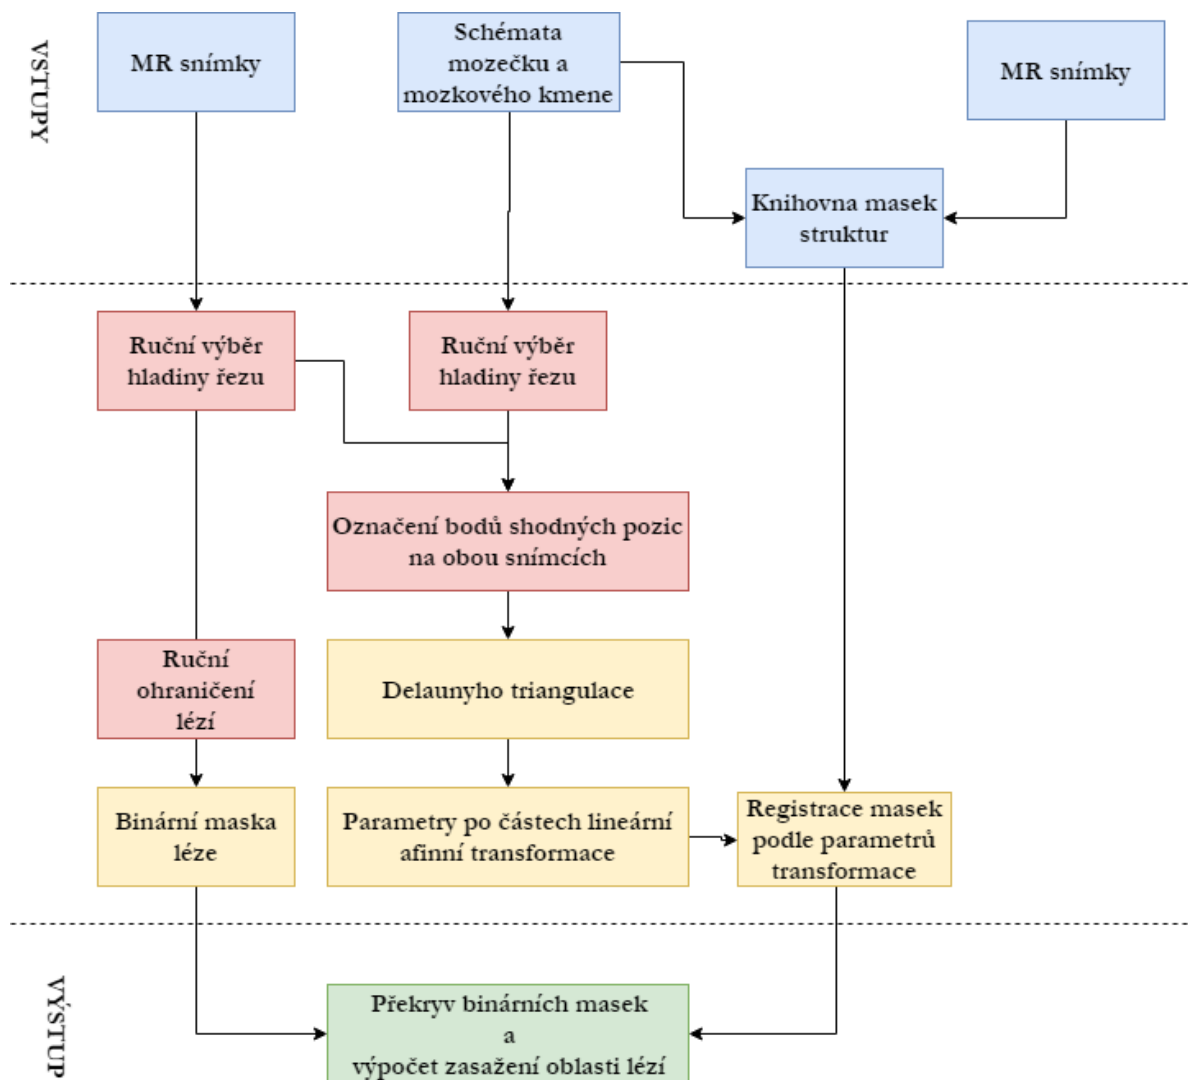 VSTUPY
MR snímky
Schémata
mozečku a
mozkového kmene
MR snímky
Knihovna masek
struktur
Ruční výběr
hladiny řezu
Ruční výběr
hladiny řezu
Označení bodů shodných pozic
na obou snímcích
Ruční
ohraničení
lézí
Delaunyho triangulace
Binární maska
léze
Parametry po částech lineární
afinní transformace
Registrace masek
podle parametrů
transformace
VÝSTUP
Překryv binárních masek
a
výpočet zasažení oblasti lézí